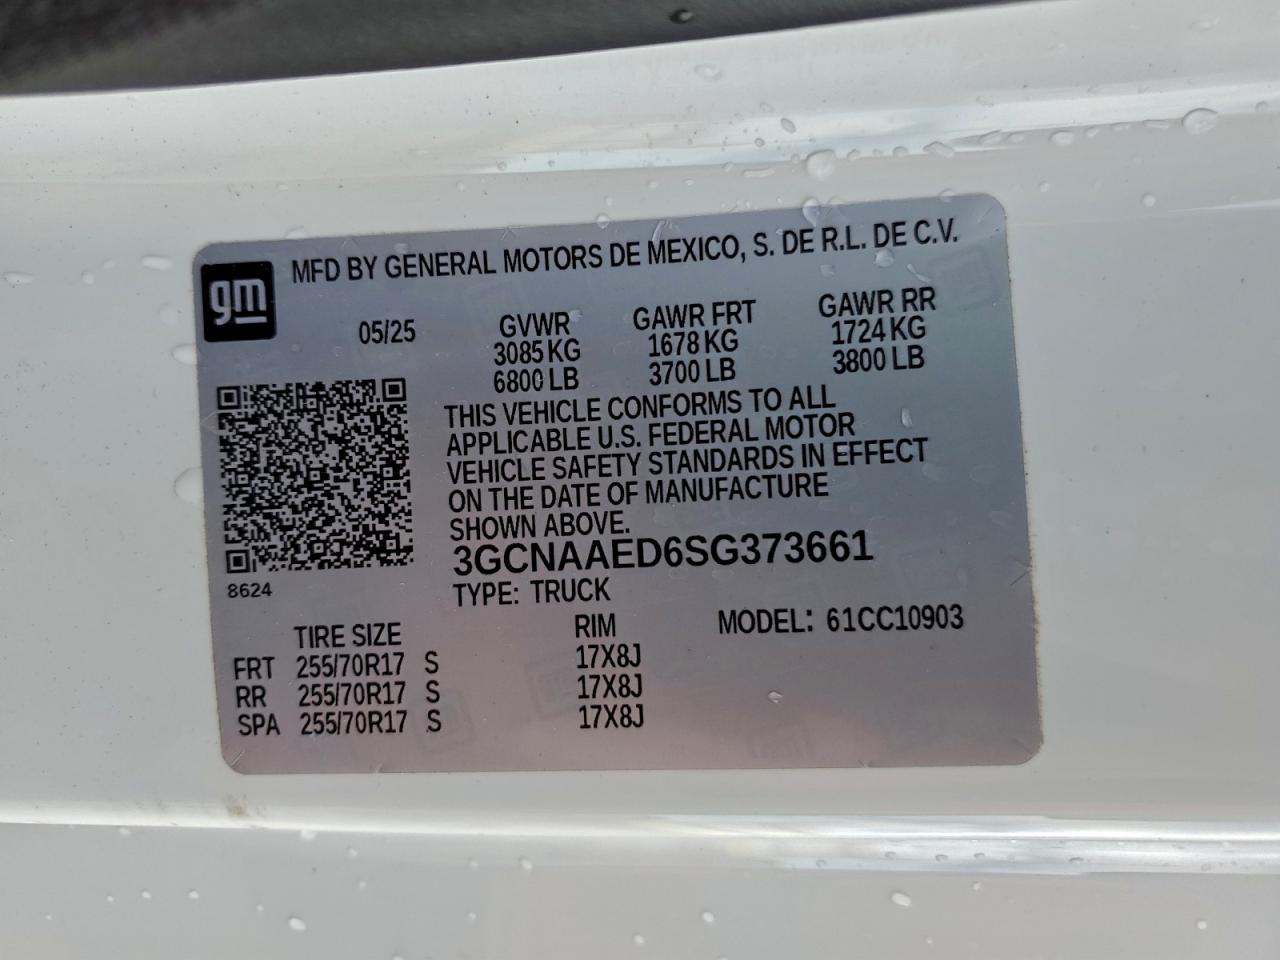 gm
MFD BY GENERAL MOTORS DE MEXICO, S. DE R.L. DE C.V.
05/25 GVWR GAWR FRT GAWR RR
3085 KG 1678 KG 1724 KG
6800 LB 3700 LB 3800 LB
THIS VEHICLE CONFORMS TO ALL
APPLICABLE U.S. FEDERAL MOTOR
VEHICLE SAFETY STANDARDS IN EFFECT
ON THE DATE OF MANUFACTURE
SHOWN ABOVE.
3GCNAAED6SG373661
8624
TYPE: TRUCK
TIRE SIZE RIM MODEL: 61CC10903
FRT 255/70R17 S 17X8J
RR 255/70R17 S 17X8J
SPA 255/70R17 S 17X8J